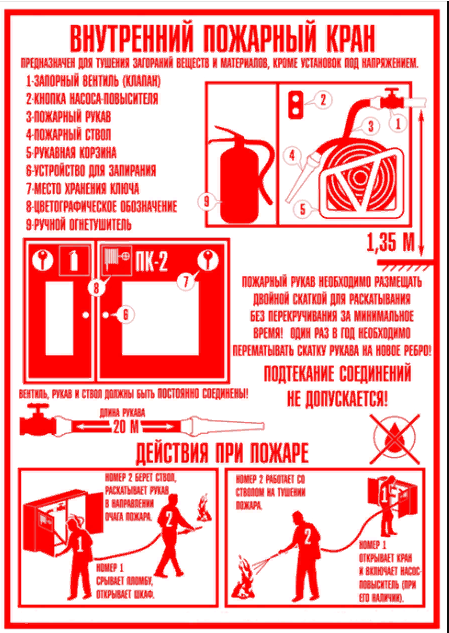 ВНУТРЕННИЙ ПОЖАРНЫЙ КРАН
ПРЕДНАЗНАЧЕН ДЛЯ ТУШЕНИЯ ЗАГОРАНИЙ ВЕЩЕСТВ И МАТЕРИАЛОВ, КРОМЕ УСТАНОВОК ПОД НАПРЯЖЕНИЕМ.
1-ЗАПОРНЫЙ ВЕНТИЛЬ (КЛАПАН)
2-КНОПКА НАСОСА-ПОВЫСИТЕЛЯ
3-ПОЖАРНЫЙ РУКАВ
4-ПОЖАРНЫЙ СТВОЛ
5-РУКАВНАЯ КОРЗИНА
6-УСТРОЙСТВО ДЛЯ ЗАПИРАНИЯ
7-МЕСТО ХРАНЕНИЯ КЛЮЧА
8-ЦВЕТОГРАФИЧЕСКОЕ ОБОЗНАЧЕНИЕ
9-РУЧНОЙ ОГНЕТУШИТЕЛЬ
2
1
3
4
9
5
1,35 М
ПК-2
8
7
6
ПОЖАРНЫЙ РУКАВ НЕОБХОДИМО РАЗМЕЩАТЬ
ДВОЙНОЙ СКАТКОЙ ДЛЯ РАСКАТЫВАНИЯ
БЕЗ ПЕРЕКРУЧИВАНИЯ ЗА МИНИМАЛЬНОЕ
ВРЕМЯ! ОДИН РАЗ В ГОД НЕОБХОДИМО
ПЕРЕМАТЫВАТЬ СКАТКУ РУКАВА НА НОВОЕ РЕБРО!
ПОДТЕКАНИЕ СОЕДИНЕНИЙ
НЕ ДОПУСКАЕТСЯ!
ВЕНТИЛЬ, РУКАВ И СТВОЛ ДОЛЖНЫ БЫТЬ ПОСТОЯННО СОЕДИНЕНЫ!
ДЛИНА РУКАВА
20 М
ДЕЙСТВИЯ ПРИ ПОЖАРЕ
НОМЕР 2 БЕРЕТ СТВОЛ,
РАСКАТЫВАЕТ РУКАВ
В НАПРАВЛЕНИИ
ОЧАГА ПОЖАРА.
1
2
НОМЕР 1
СРЫВАЕТ ПЛОМБУ,
ОТКРЫВАЕТ ШКАФ.
НОМЕР 2 РАБОТАЕТ СО
СТВОЛОМ НА ТУШЕНИИ
ПОЖАРА.
1
2
НОМЕР 1
ОТКРЫВАЕТ КРАН
И ВКЛЮЧАЕТ НАСОС-
ПОВЫСИТЕЛЬ (ПРИ
ЕГО НАЛИЧИИ).